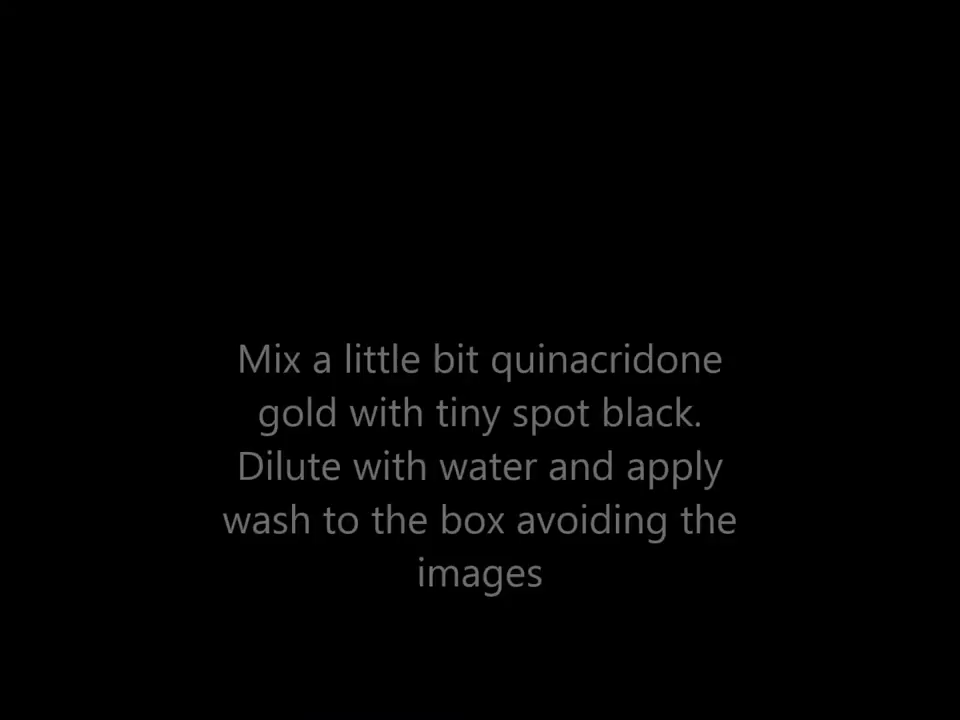 Mix a little bit quinacridone
gold with tiny spot black.
Dilute with water and apply
wash to the box avoiding the
images